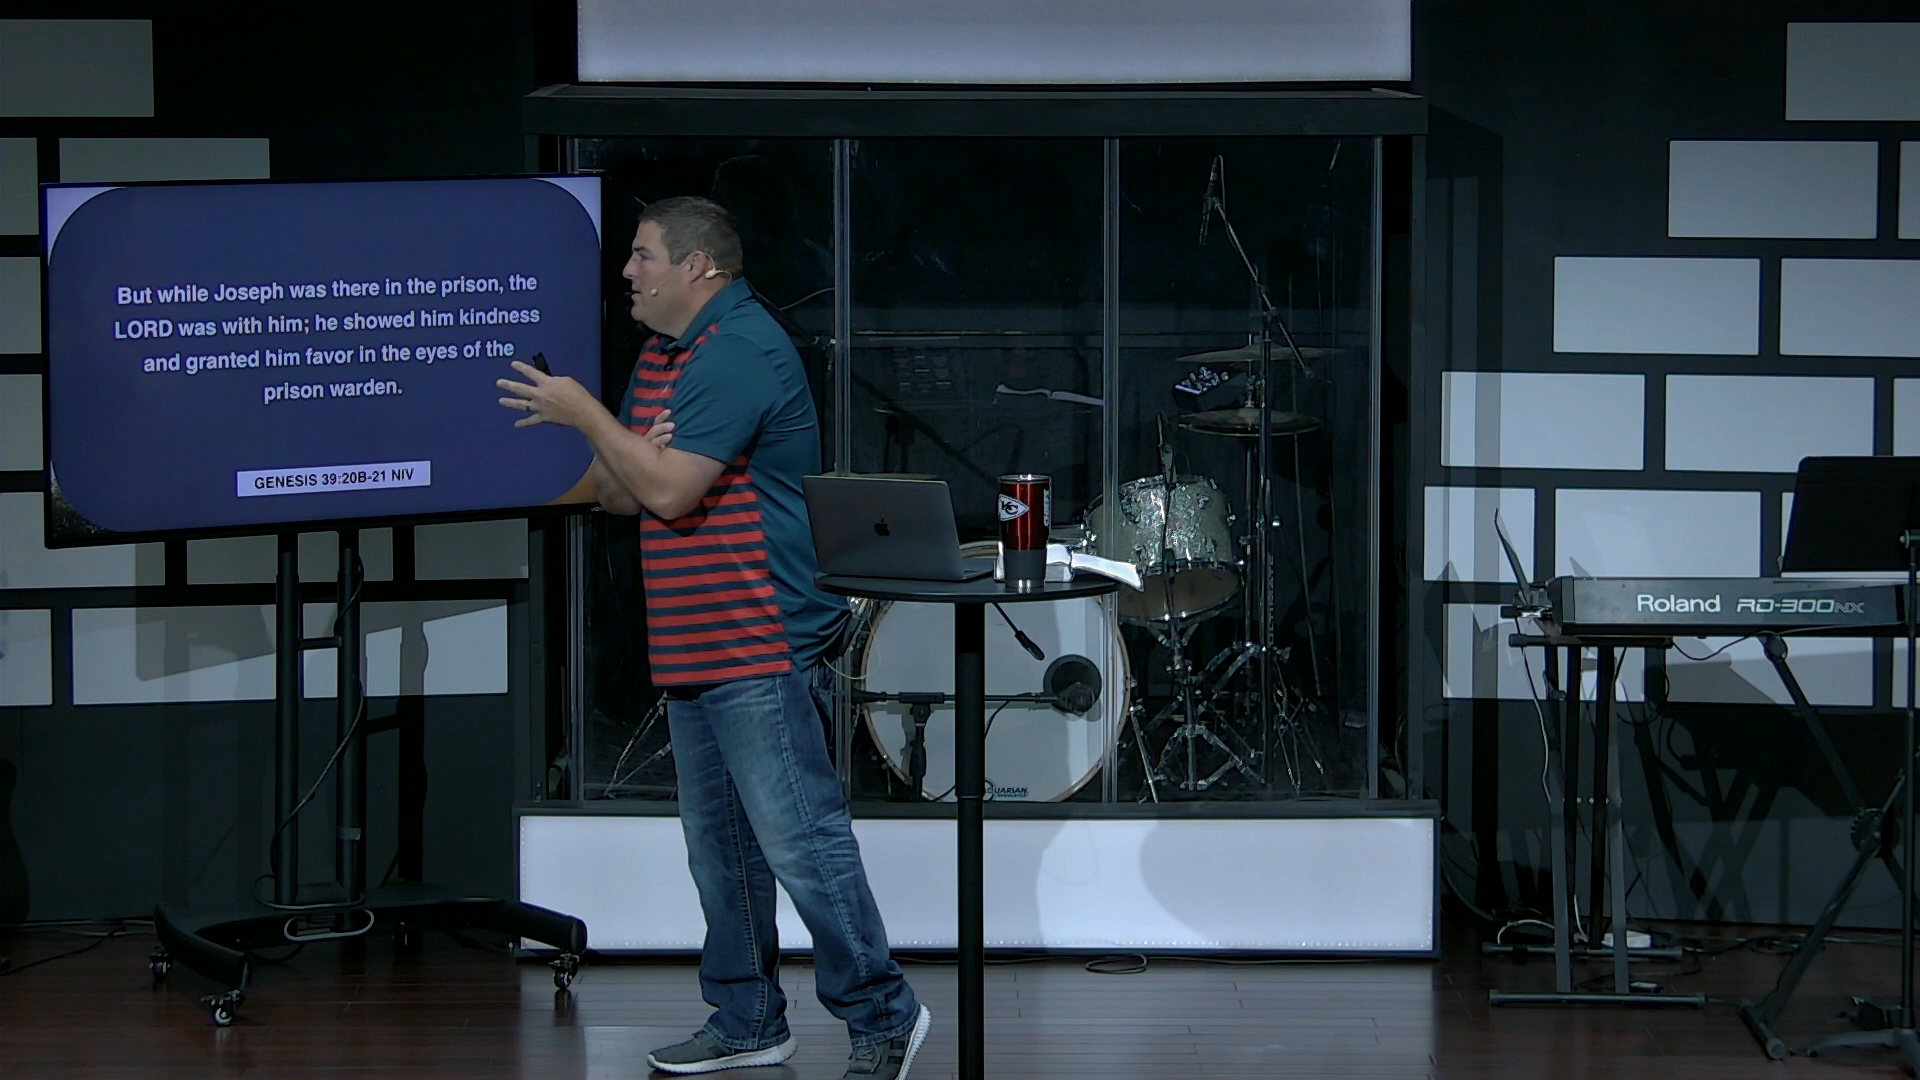 But while Joseph was there in the prison, the
LORD was with him; he showed him kindness
and granted him favor in the eyes of the
prison warden.
GENESIS 39:20B-21 NIV
KC
Roland RD-300NX